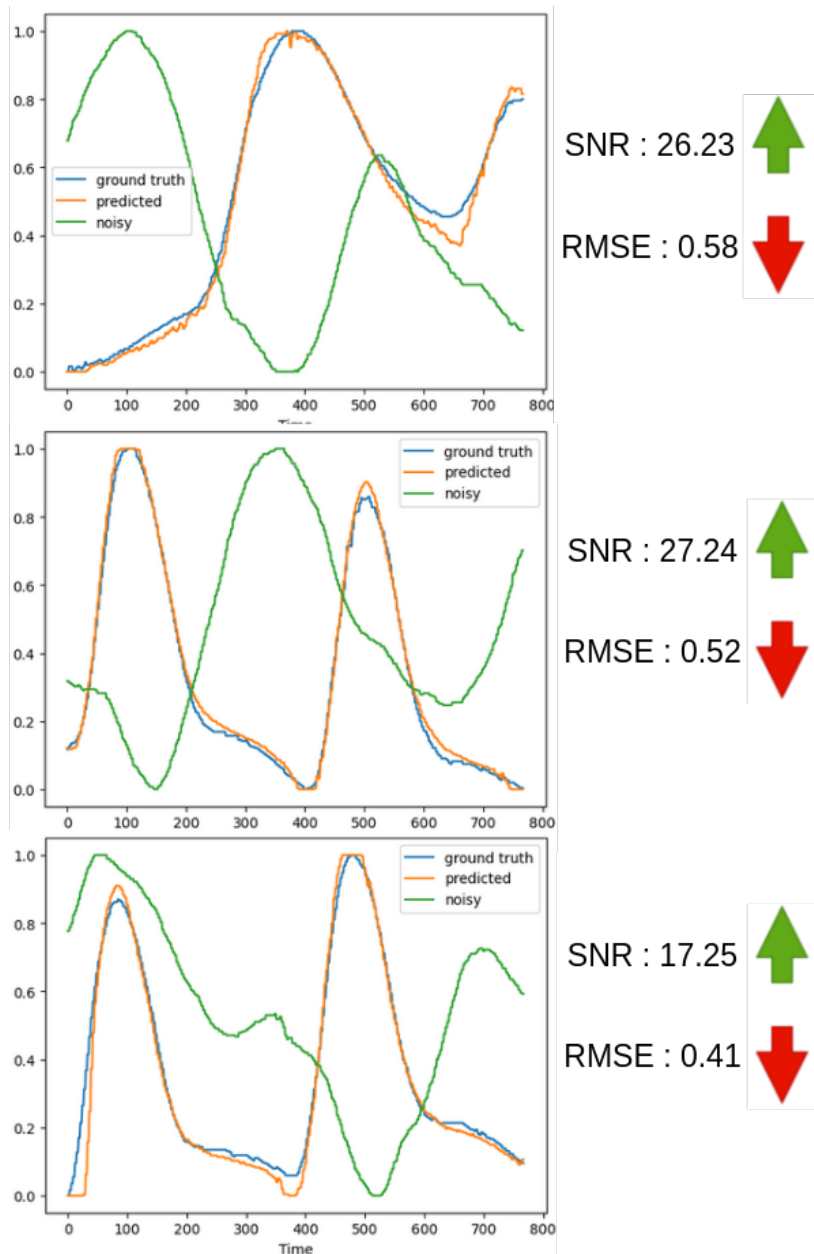 1.0
0.8
0.6
0.4
0.2
0.0
ground truth
predicted
noisy
0 100 200 300 400 500 600 700 800
Time
SNR : 26.23
RMSE : 0.58
1.0
0.8
0.6
0.4
0.2
0.0
ground truth
predicted
noisy
0 100 200 300 400 500 600 700 800
SNR : 27.24
RMSE : 0.52
1.0
0.8
0.6
0.4
0.2
0.0
ground truth
predicted
noisy
0 100 200 300 400 500 600 700 800
Time
SNR : 17.25
RMSE : 0.41